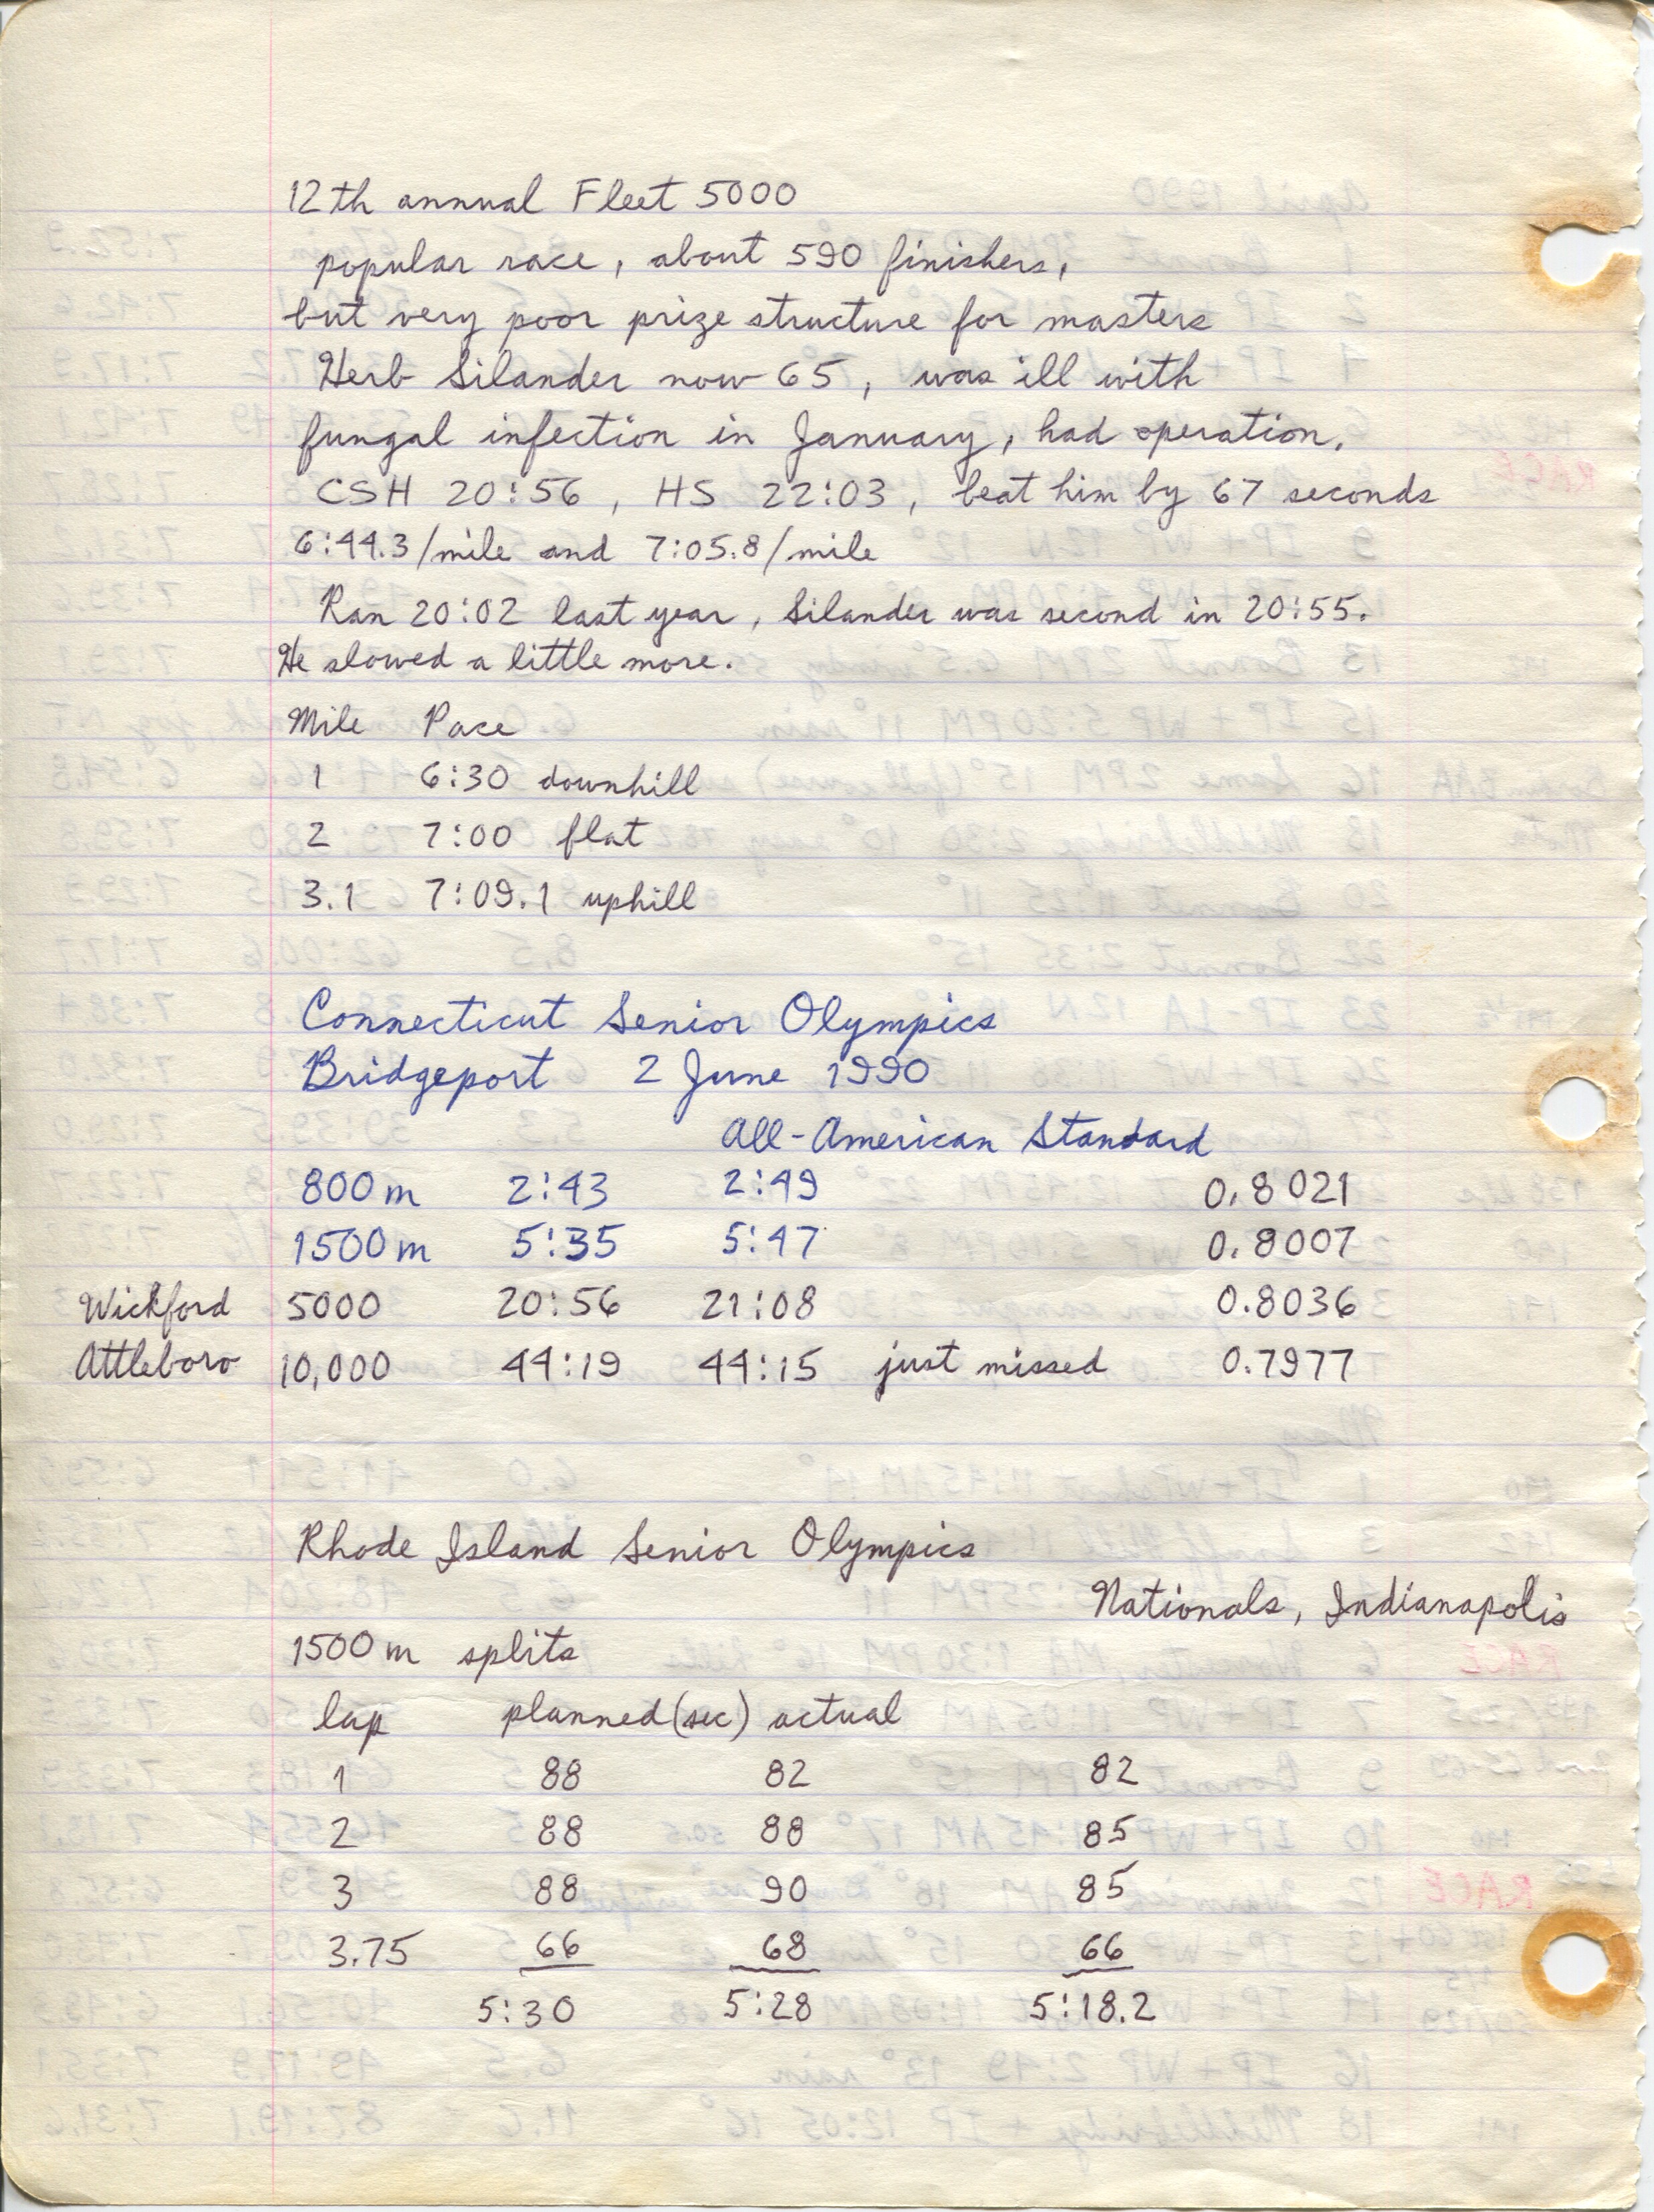 12th annual Fleet 5000
popular race, about 590 finishers,
but very poor prize structure for masters
Herb Silander now 65, was ill with
fungal infection in January, had operation.
CSH 20:56, HS 22:03, beat him by 67 seconds
6:44.3/mile and 7:05.8/mile
Ran 20:02 last year, Silander was second in 20:55.
He slowed a little more.
Mile Pace
1 6:30 downhill
2 7:00 flat
3.1 7:09.1 uphill
Connecticut Senior Olympics
Bridgeport 2 June 1990
All-American Standard
800 m 2:43 2:49 0.8021
1500 m 5:35 5:47 0.8007
Wickford 5000 20:56 21:08 0.8036
Attleboro 10,000 44:19 44:15 just missed 0.7977
Rhode Island Senior Olympics
Nationals, Indianapolis
1500 m splits
lap planned (sec) actual
1 88 82 82
2 88 88 85
3 88 90 85
3.75 66 68 66
5:30 5:28 5:18.2